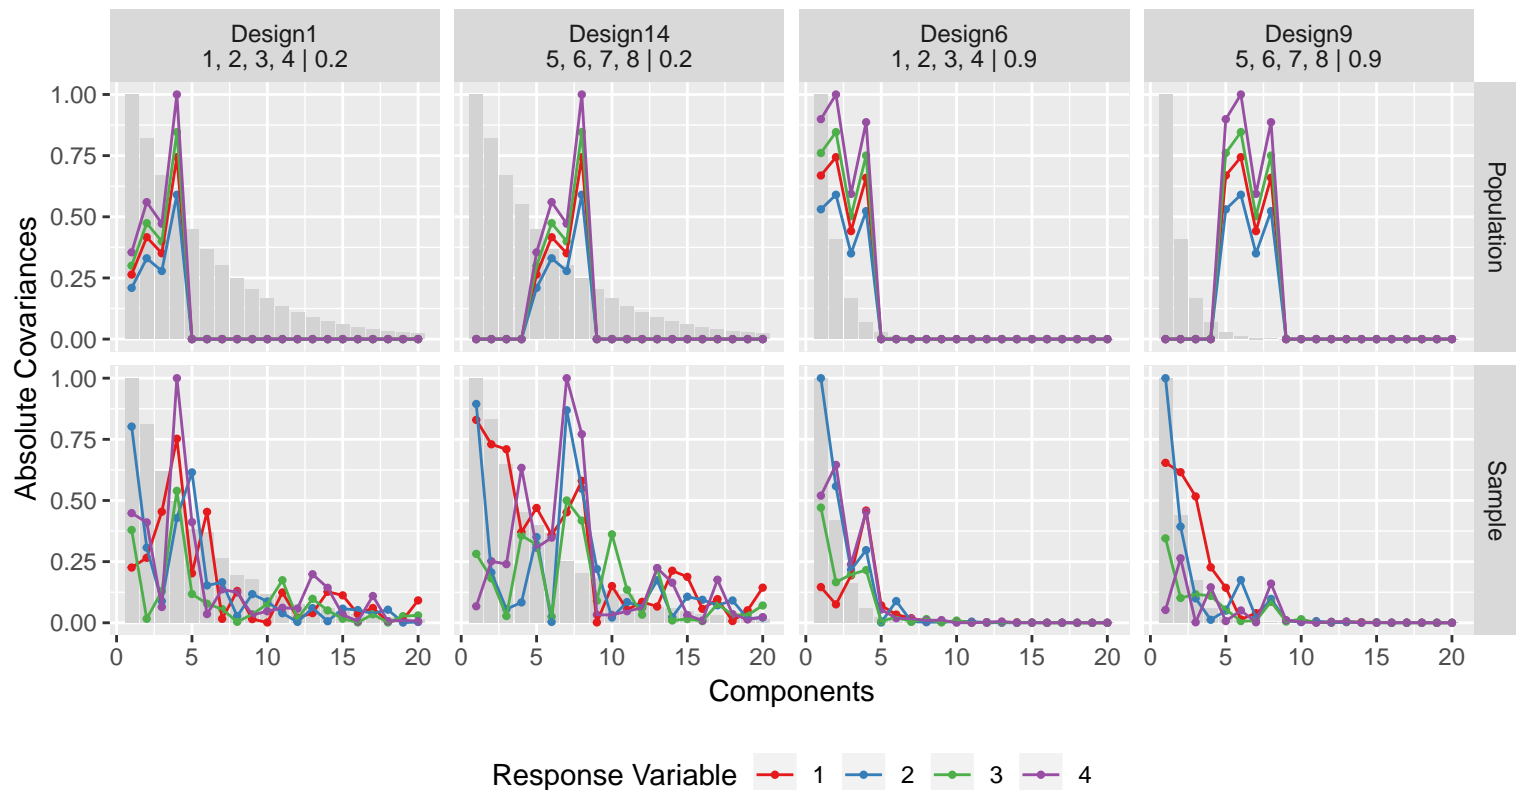 Design1
1, 2, 3, 4 | 0.2
Design14
5, 6, 7, 8 | 0.2
Design6
1, 2, 3, 4 | 0.9
Design9
5, 6, 7, 8 | 0.9
Absolute Covariances
1.00
0.75
0.50
0.25
0.00
Population
1.00
0.75
0.50
0.25
0.00
Sample
0 5 10 15 20
0 5 10 15 20
0 5 10 15 20
0 5 10 15 20
Components
Response Variable 1 2 3 4